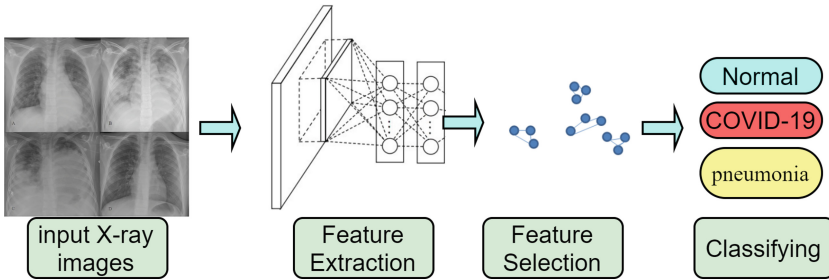 Normal
COVID-19
pneumonia
input X-ray
images
Feature
Extraction
Feature
Selection
Classifying